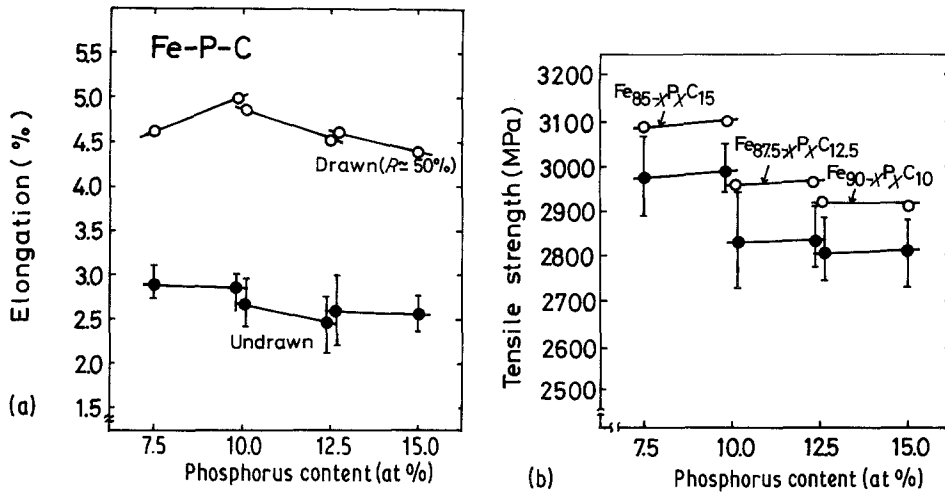 Fe-P-C
Elongation (%)
5.5
5.0
4.5
4.0
3.5
3.0
2.5
2.0
1.5
Drawn (R≃50%)
Undrawn
(a)
7.5
10.0
12.5
15.0
Phosphorus content (at %)
Tensile strength (MPa)
3200
3100
3000
2900
2800
2700
2600
2500
Fe85-xPxC15
Fe87.5-xPxC12.5
Fe90-xPxC10
(b)
7.5
10.0
12.5
15.0
Phosphorus content (at %)